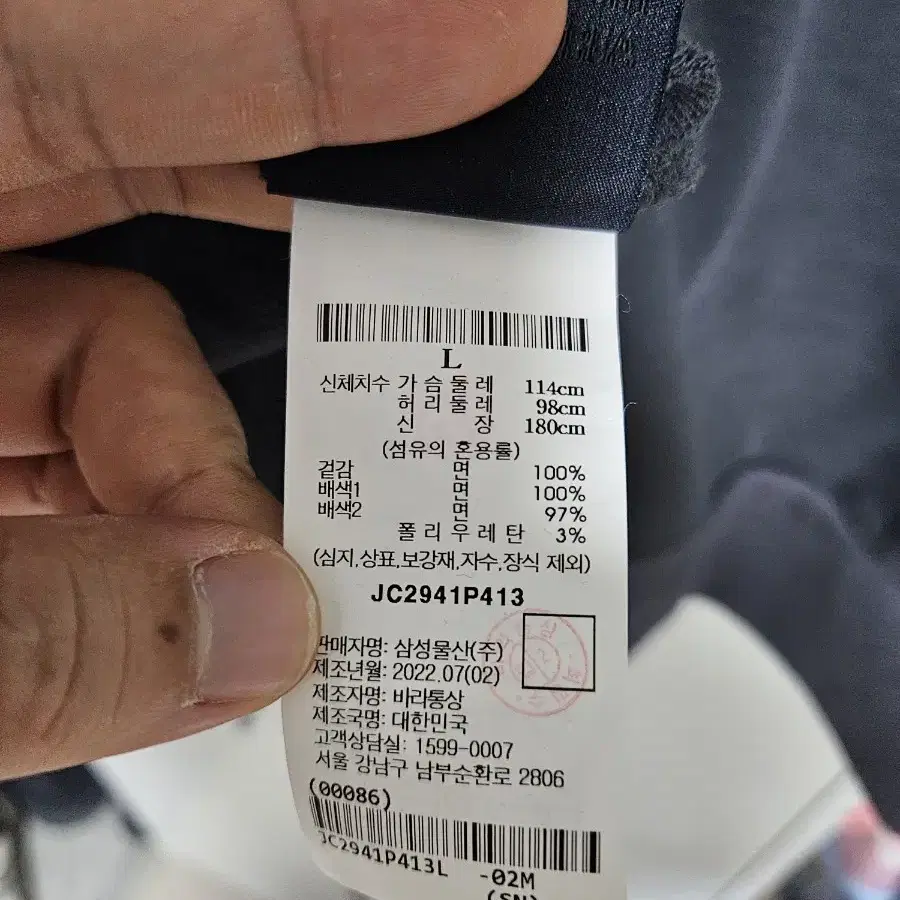 L
신체치수 가슴둘레 114cm
허리둘레 98cm
신 장 180cm
(섬유의 혼용률)
겉감 면 100%
배색1 면 100%
배색2 면 97%
폴리우레탄 3%
(심지,상표,보강재,자수,장식 제외)
JC2941P413
판매자명: 삼성물산(주)
제조년월: 2022.07(02)
제조자명: 바리통상
제조국명: 대한민국
고객상담실: 1599-0007
서울 강남구 남부순환로 2806
(00086)
JC2941P413L -02M
(SN)